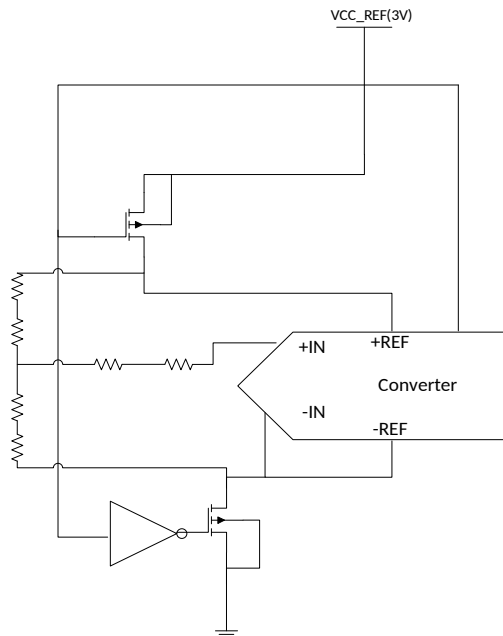 VCC_REF(3V)
+IN
+REF
Converter
-IN
-REF